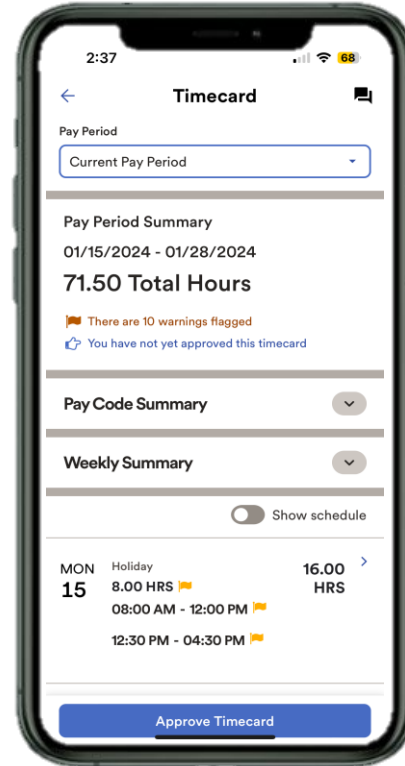 2:37
68
Timecard
Pay Period
Current Pay Period
Pay Period Summary
01/15/2024 - 01/28/2024
71.50 Total Hours
There are 10 warnings flagged
You have not yet approved this timecard
Pay Code Summary
Weekly Summary
Show schedule
MON
15
Holiday
8.00 HRS
08:00 AM - 12:00 PM
12:30 PM - 04:30 PM
16.00
HRS
Approve Timecard